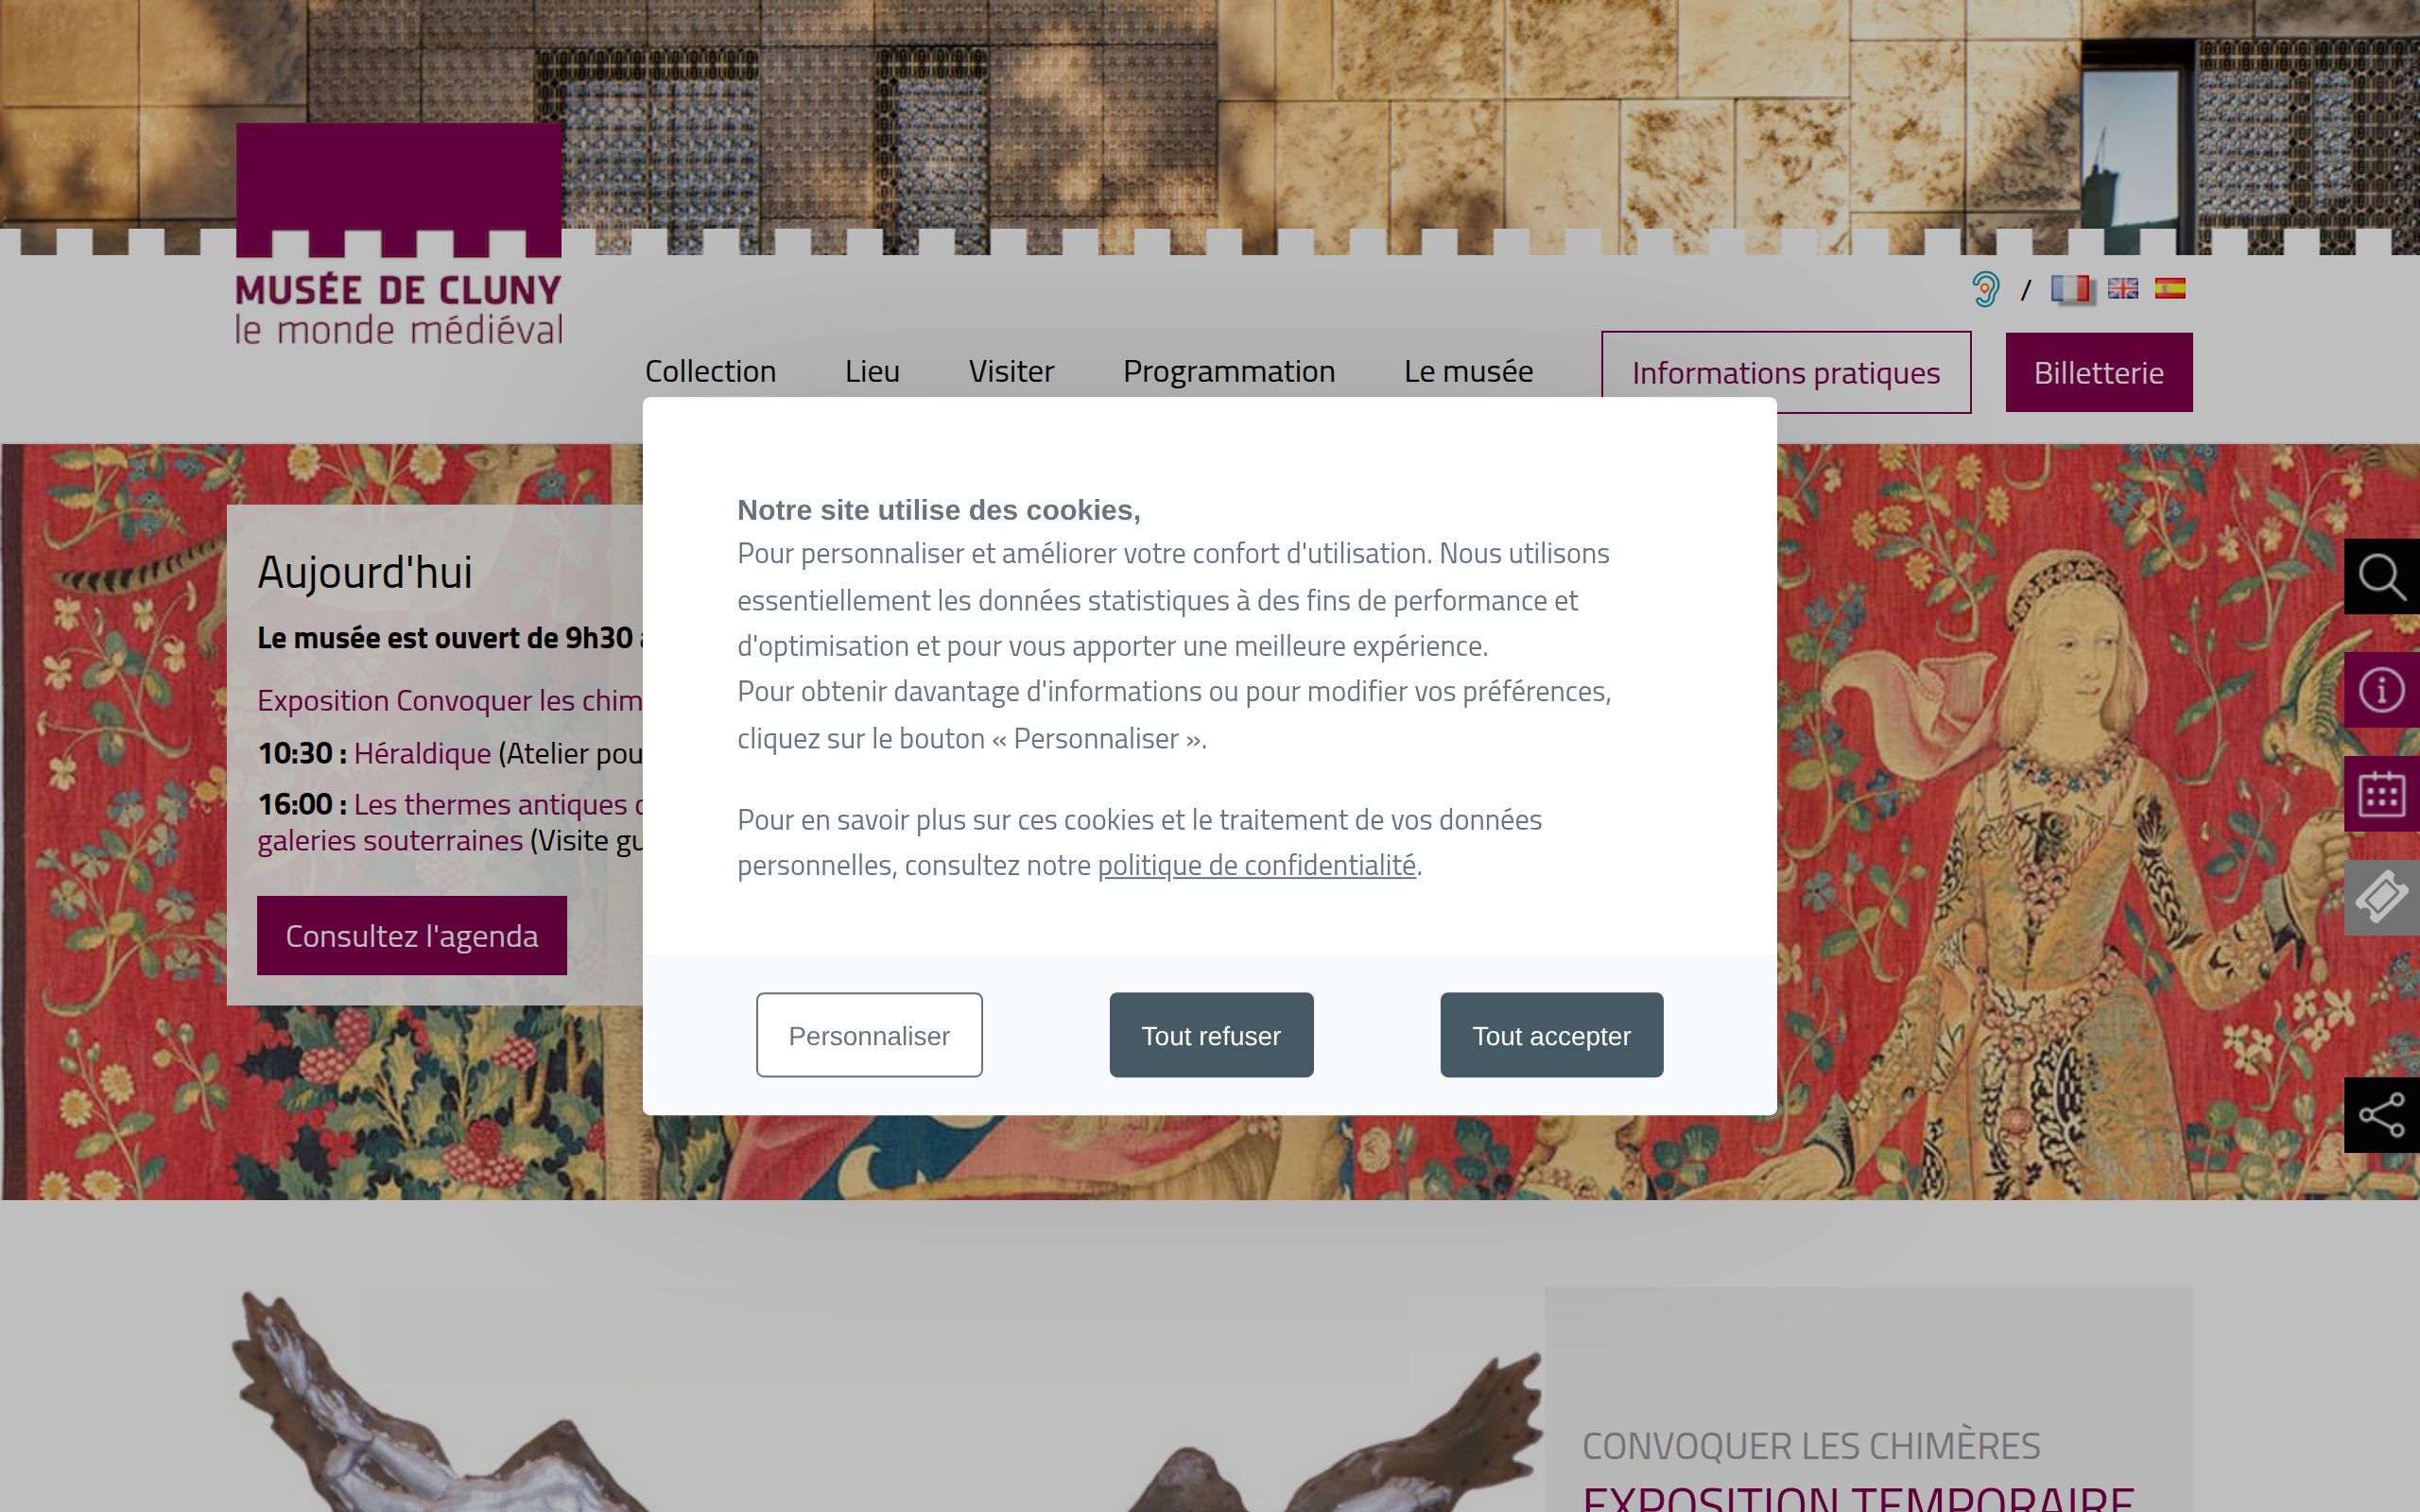 MUSÉE DE CLUNY
le monde médiéval
/
Collection Lieu Visiter Programmation Le musée Informations pratiques Billetterie
Aujourd'hui
Le musée est ouvert de 9h30
Exposition Convoquer les chim
10:30 : Héraldique (Atelier pou
16:00 : Les thermes antiques
galeries souterraines (Visite gu
Consultez l'agenda
Notre site utilise des cookies,
Pour personnaliser et améliorer votre confort d'utilisation. Nous utilisons
essentiellement les données statistiques à des fins de performance et
d'optimisation et pour vous apporter une meilleure expérience.
Pour obtenir davantage d'informations ou pour modifier vos préférences,
cliquez sur le bouton « Personnaliser ».
Pour en savoir plus sur ces cookies et le traitement de vos données
personnelles, consultez notre politique de confidentialité.
Personnaliser Tout refuser Tout accepter
CONVOQUER LES CHIMÈRES
EXPOSITION TEMPORAIRE